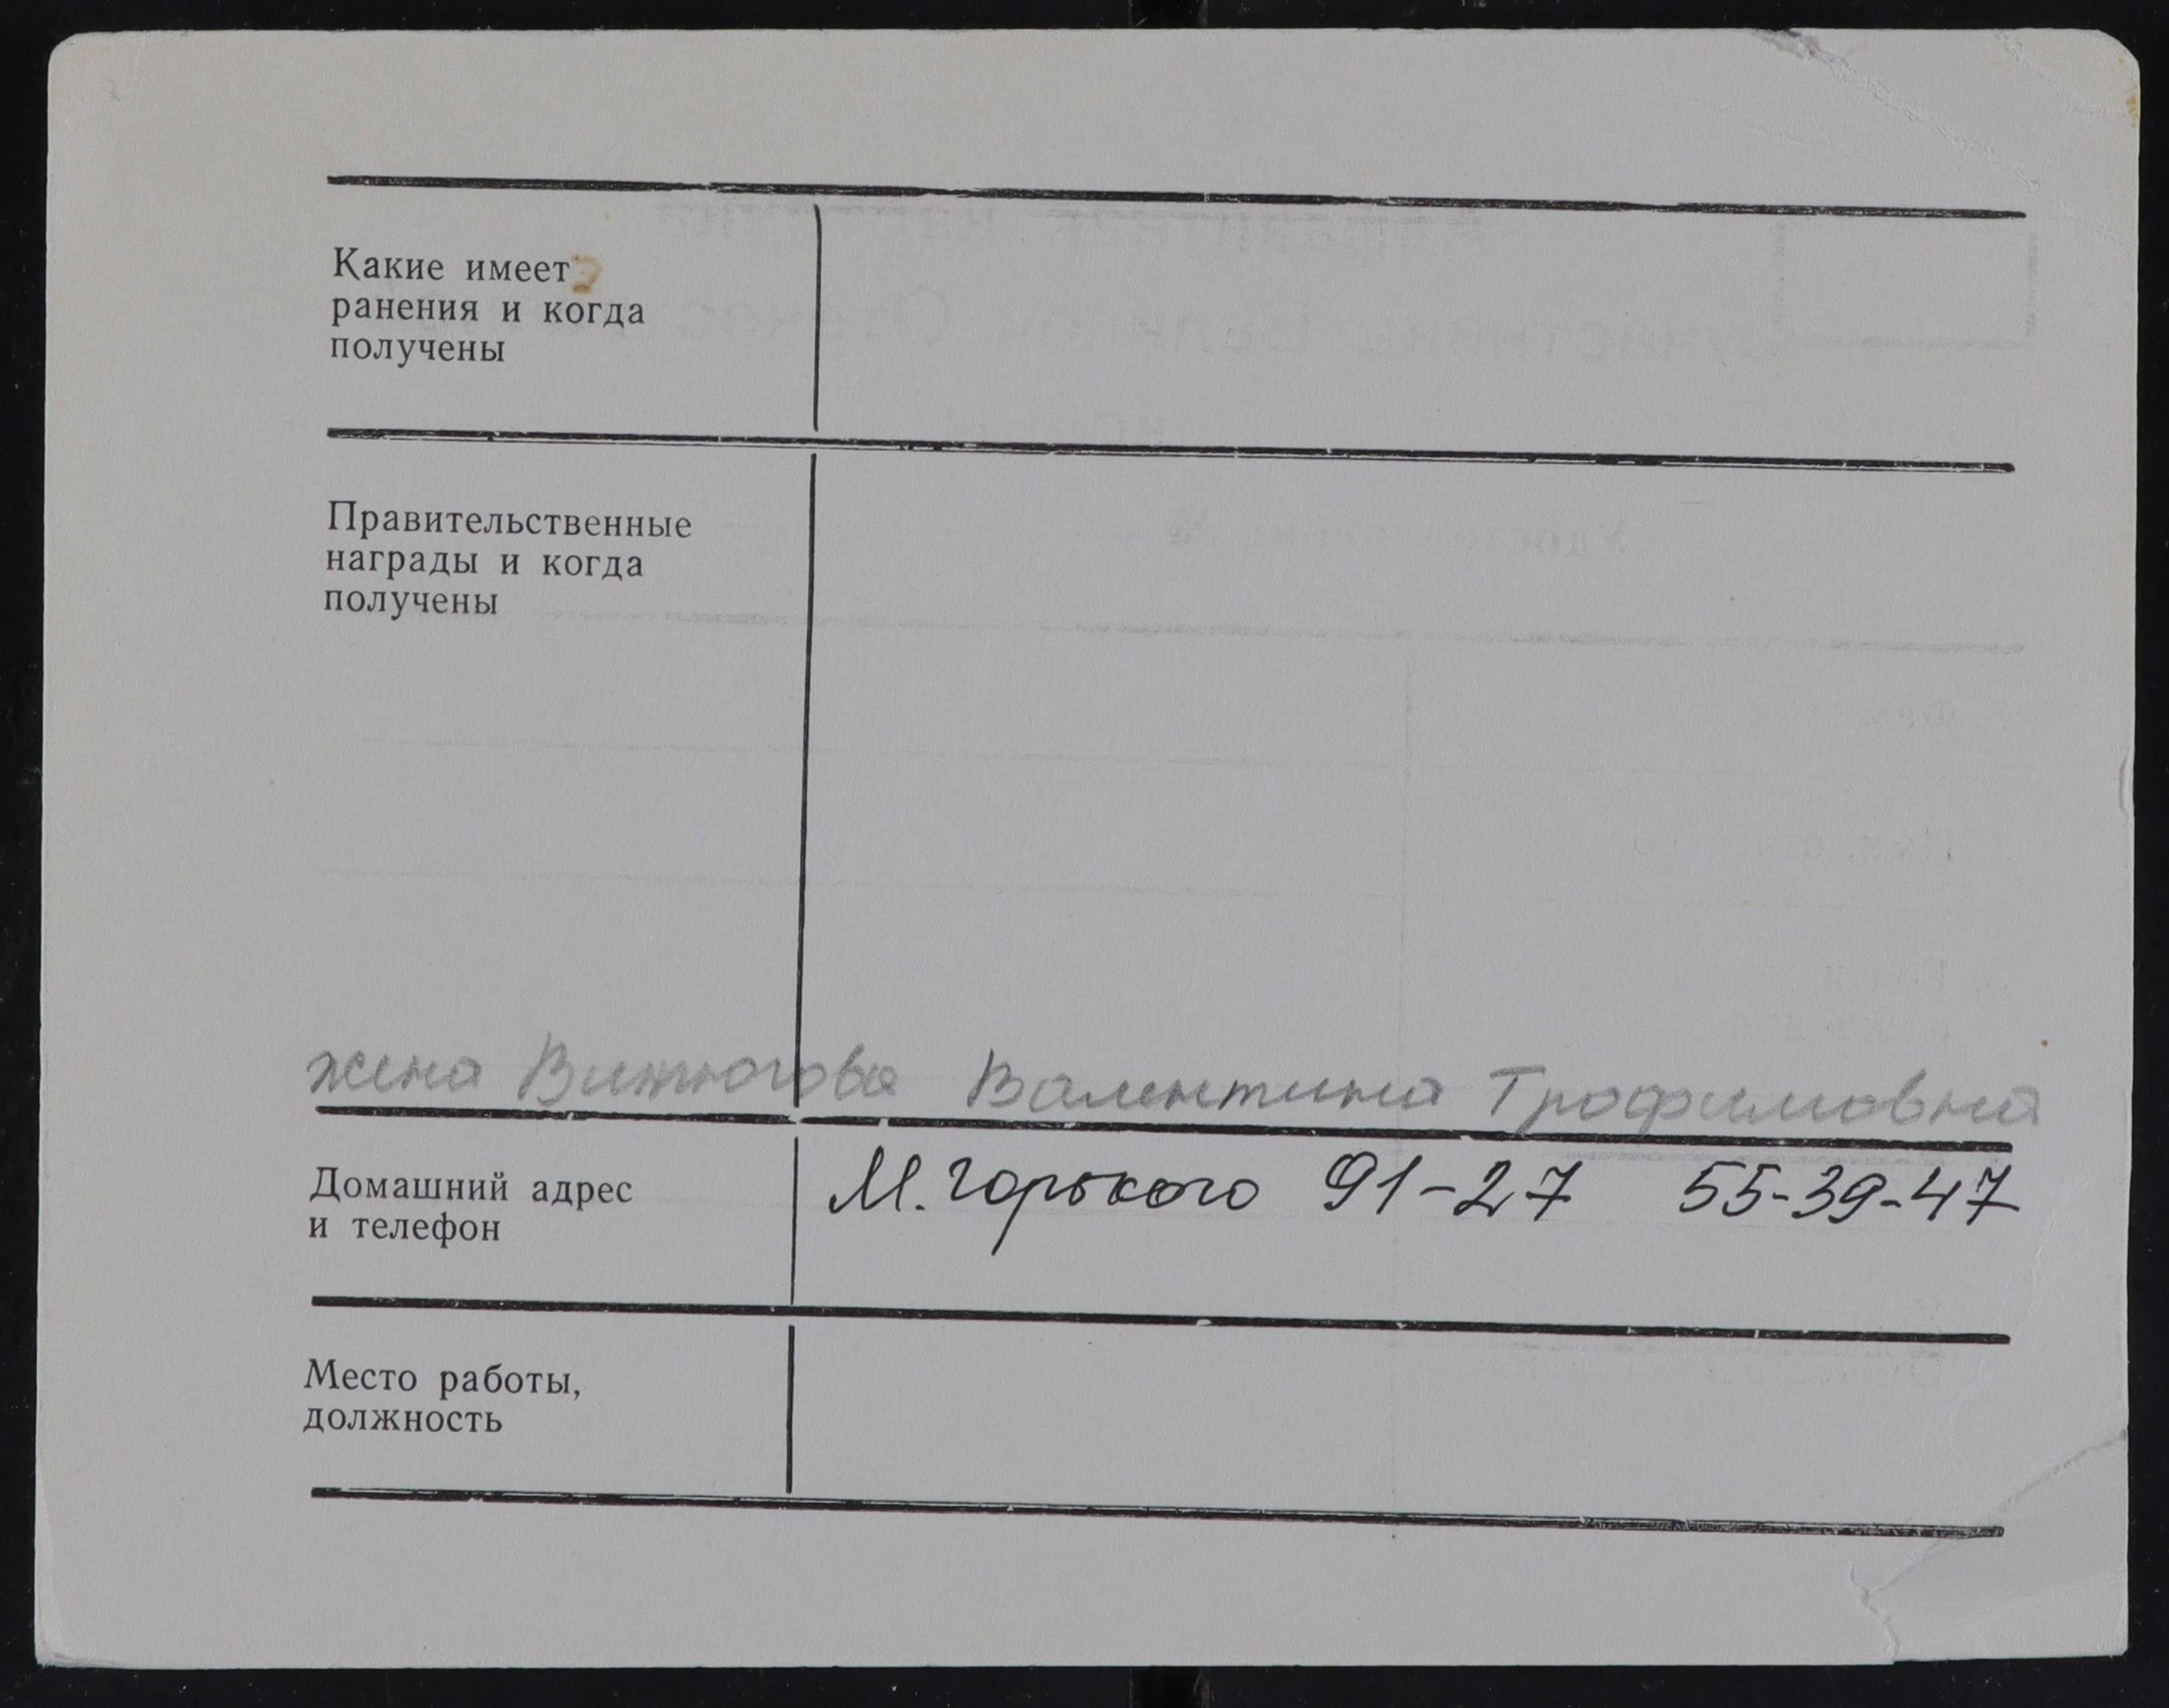 Какие имеет
ранения и когда
получены
Правительственные
награды и когда
получены
жена Валентина Трофимовна
Домашний адрес
и телефон
М. Горького 91-27 55-39-47
Место работы,
должность